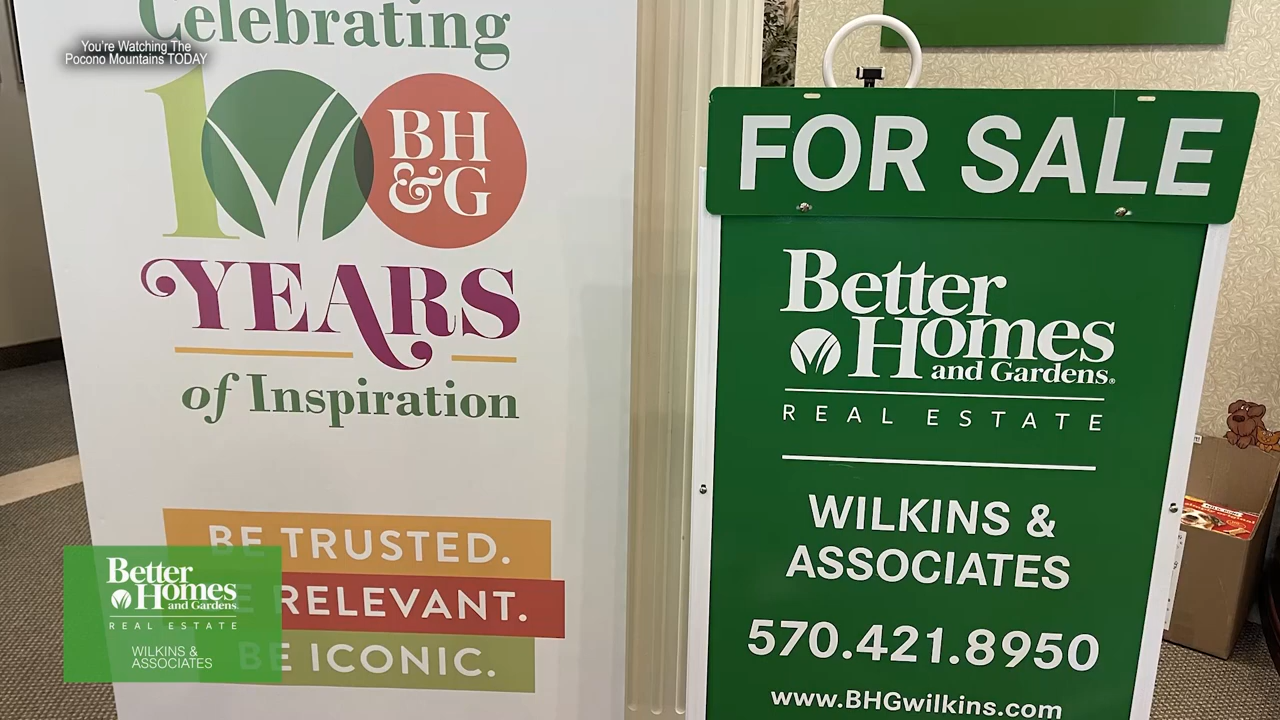 You're Watching The
Pocono Mountains TODAY
Celebrating
100
BH
&G
YEARS
of Inspiration
BE TRUSTED.
RELEVANT.
BE ICONIC.
Better
Homes
and Gardens
REAL ESTATE
WILKINS &
ASSOCIATES
FOR SALE
Better
Homes
and Gardens®
REAL ESTATE
WILKINS &
ASSOCIATES
570.421.8950
www.BHGwilkins.com